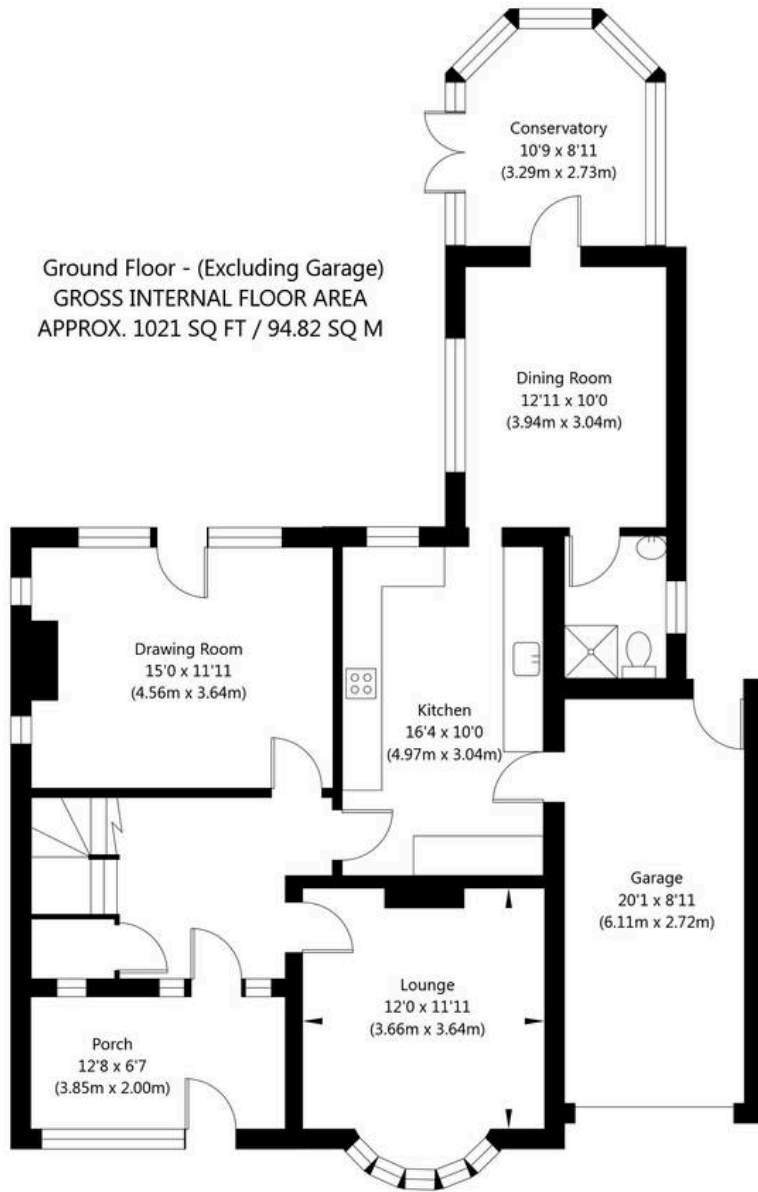 Conservatory
10'9 x 8'11
(3.29m x 2.73m)
Ground Floor - (Excluding Garage)
GROSS INTERNAL FLOOR AREA
APPROX. 1021 SQ FT / 94.82 SQ M
Dining Room
12'11 x 10'0
(3.94m x 3.04m)
Drawing Room
15'0 x 11'11
(4.56m x 3.64m)
Kitchen
16'4 x 10'0
(4.97m x 3.04m)
Garage
20'1 x 8'11
(6.11m x 2.72m)
Lounge
12'0 x 11'11
(3.66m x 3.64m)
Porch
12'8 x 6'7
(3.85m x 2.00m)